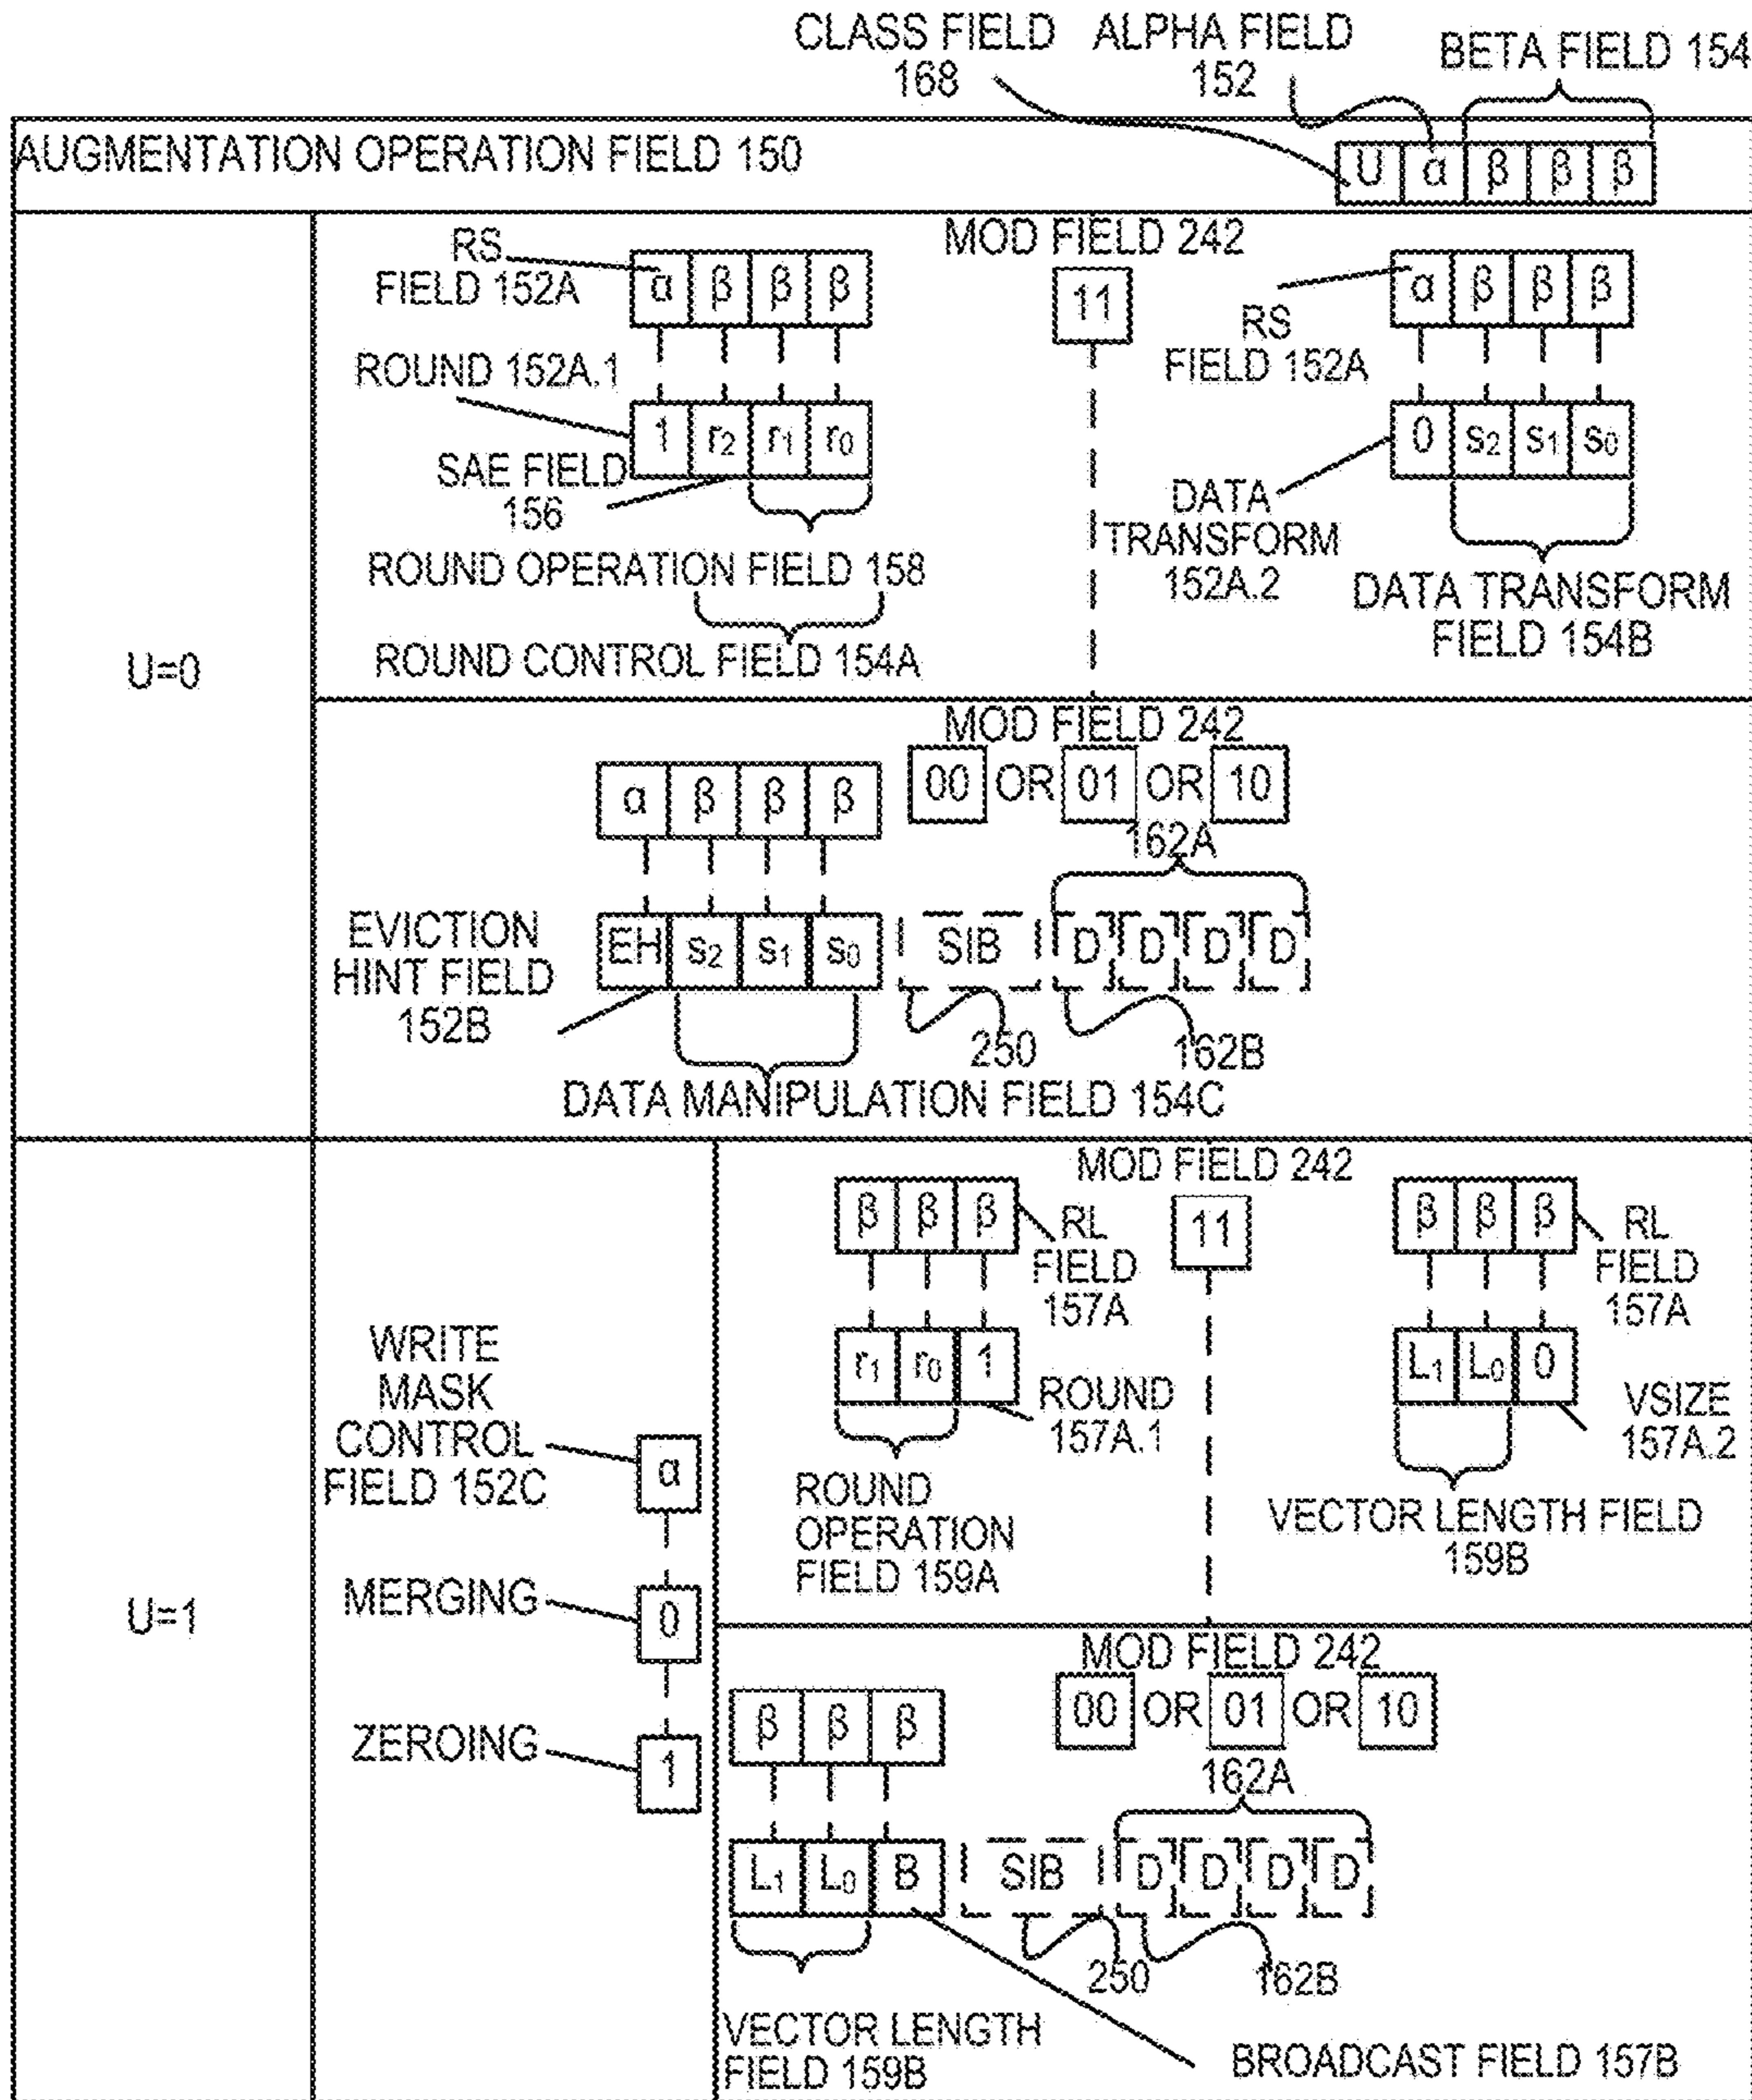 CLASS FIELD
168
ALPHA FIELD
152
BETA FIELD 154
AUGMENTATION OPERATION FIELD 150
U α β β β
U=0
MOD FIELD 242
11
RS
FIELD 152A
α β β β
ROUND 152A.1
1 r2 r1 r0
SAE FIELD
156
ROUND OPERATION FIELD 158
ROUND CONTROL FIELD 154A
α β β β
RS
FIELD 152A
0 s2 s1 s0
DATA
TRANSFORM
152A.2
DATA TRANSFORM
FIELD 154B
MOD FIELD 242
00 OR 01 OR 10
α β β β
162A
EVICTION
HINT FIELD
152B
EH s2 s1 s0 SIB D D D D
250
162B
DATA MANIPULATION FIELD 154C
U=1
WRITE
MASK
CONTROL
FIELD 152C
α
MERGING
0
ZEROING
1
MOD FIELD 242
11
β β β
RL
FIELD
157A
r1 r0 1
ROUND
157A.1
ROUND
OPERATION
FIELD 159A
β β β
RL
FIELD
157A
L1 L0 0
VSIZE
157A.2
VECTOR LENGTH FIELD
159B
MOD FIELD 242
00 OR 01 OR 10
β β β
162A
L1 L0 B SIB D D D D
250
162B
VECTOR LENGTH
FIELD 159B
BROADCAST FIELD 157B